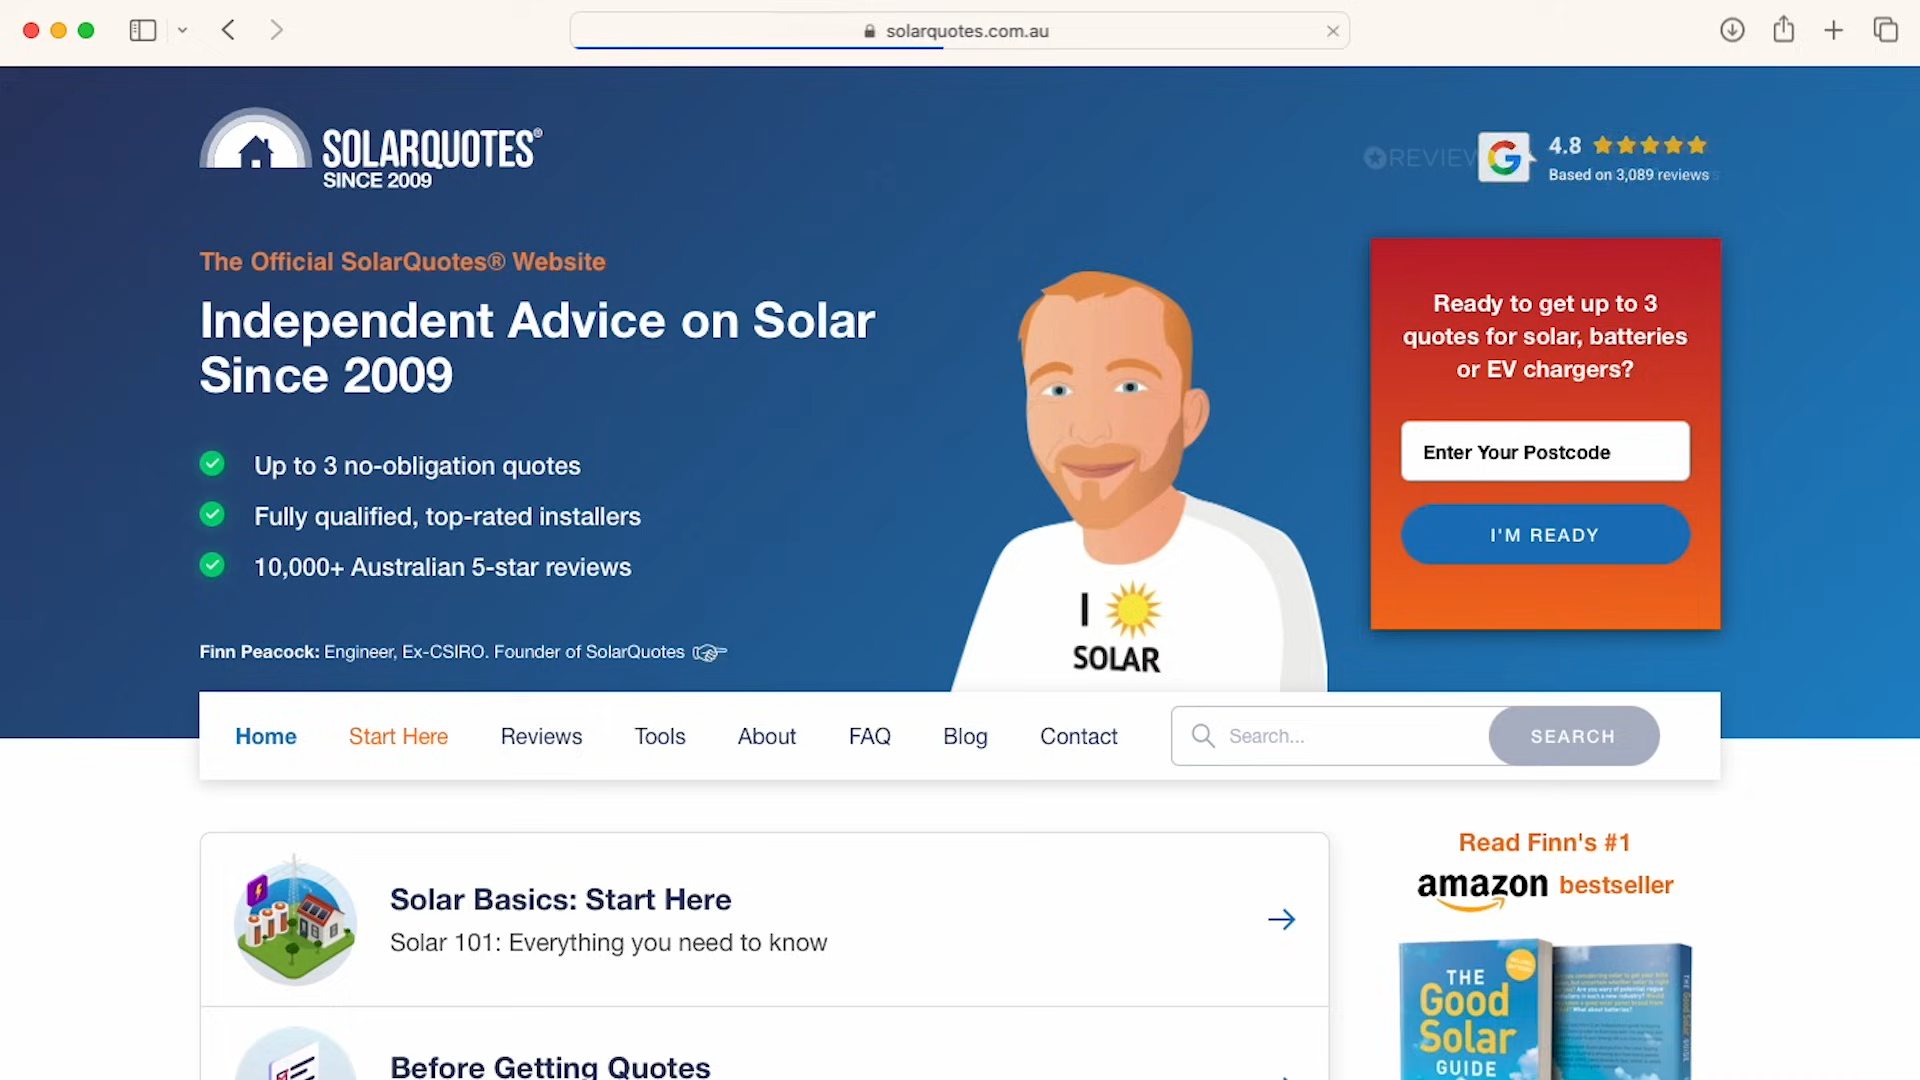 solarquotes.com.au
SOLARQUOTES®
SINCE 2009
REVIEW
4.8
Based on 3,089 reviews
The Official SolarQuotes® Website
Independent Advice on Solar
Since 2009
Up to 3 no-obligation quotes
Fully qualified, top-rated installers
10,000+ Australian 5-star reviews
Finn Peacock: Engineer, Ex-CSIRO. Founder of SolarQuotes
I
SOLAR
Ready to get up to 3
quotes for solar, batteries
or EV chargers?
Enter Your Postcode
I'M READY
Home Start Here Reviews Tools About FAQ Blog Contact Search... SEARCH
Solar Basics: Start Here
Solar 101: Everything you need to know
Before Getting Quotes
Read Finn's #1
amazon bestseller
THE
Good
Solar
GUIDE